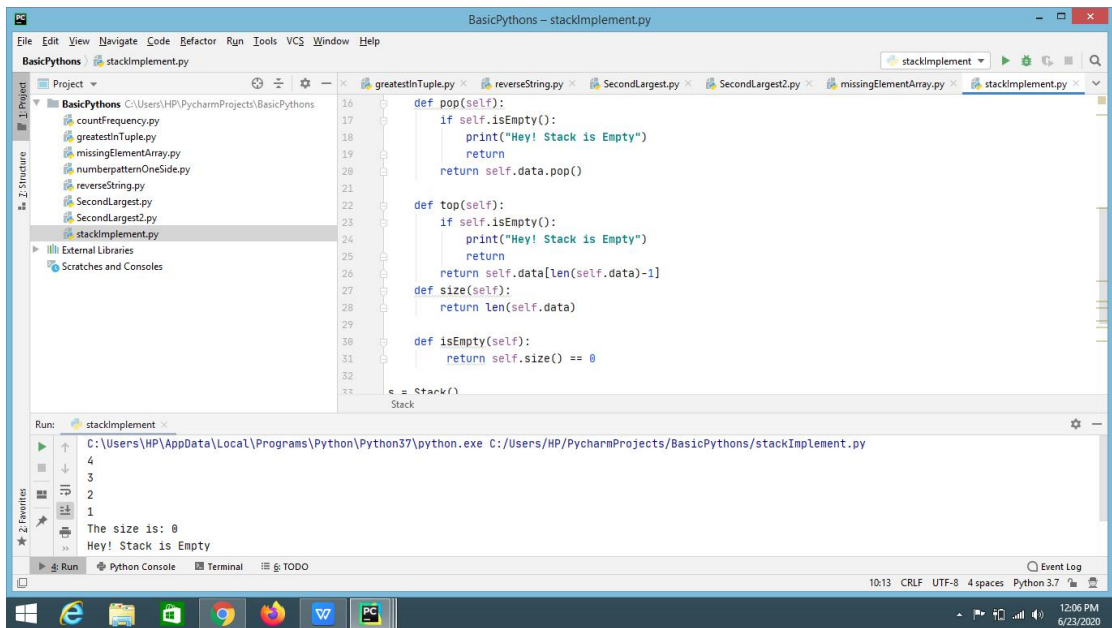 PC
BasicPythons – stackImplement.py
File Edit View Navigate Code Refactor Run Tools VCS Window Help
BasicPythons stackImplement.py
stackImplement
1: Project
Project
greatestInTuple.py reverseString.py SecondLargest.py SecondLargest2.py missingElementArray.py stackImplement.py
BasicPythons C:\Users\HP\PycharmProjects\BasicPythons
countFrequency.py
greatestInTuple.py
missingElementArray.py
numberpatternOneSide.py
reverseString.py
SecondLargest.py
SecondLargest2.py
stackImplement.py
External Libraries
Scratches and Consoles
Z: Structure
16 def pop(self):
17 if self.isEmpty():
18 print("Hey! Stack is Empty")
19 return
20 return self.data.pop()
21
22 def top(self):
23 if self.isEmpty():
24 print("Hey! Stack is Empty")
25 return
26 return self.data[len(self.data)-1]
27 def size(self):
28 return len(self.data)
29
30 def isEmpty(self):
31 return self.size() == 0
32
33 s = Stack()
Stack
Run: stackImplement
C:\Users\HP\AppData\Local\Programs\Python\Python37\python.exe C:/Users/HP/PycharmProjects/BasicPythons/stackImplement.py
4
3
2
1
The size is: 0
Hey! Stack is Empty
2: Favorites
4: Run Python Console Terminal 6: TODO Event Log
10:13 CRLF UTF-8 4 spaces Python 3.7
PC
12:06 PM
6/23/2020